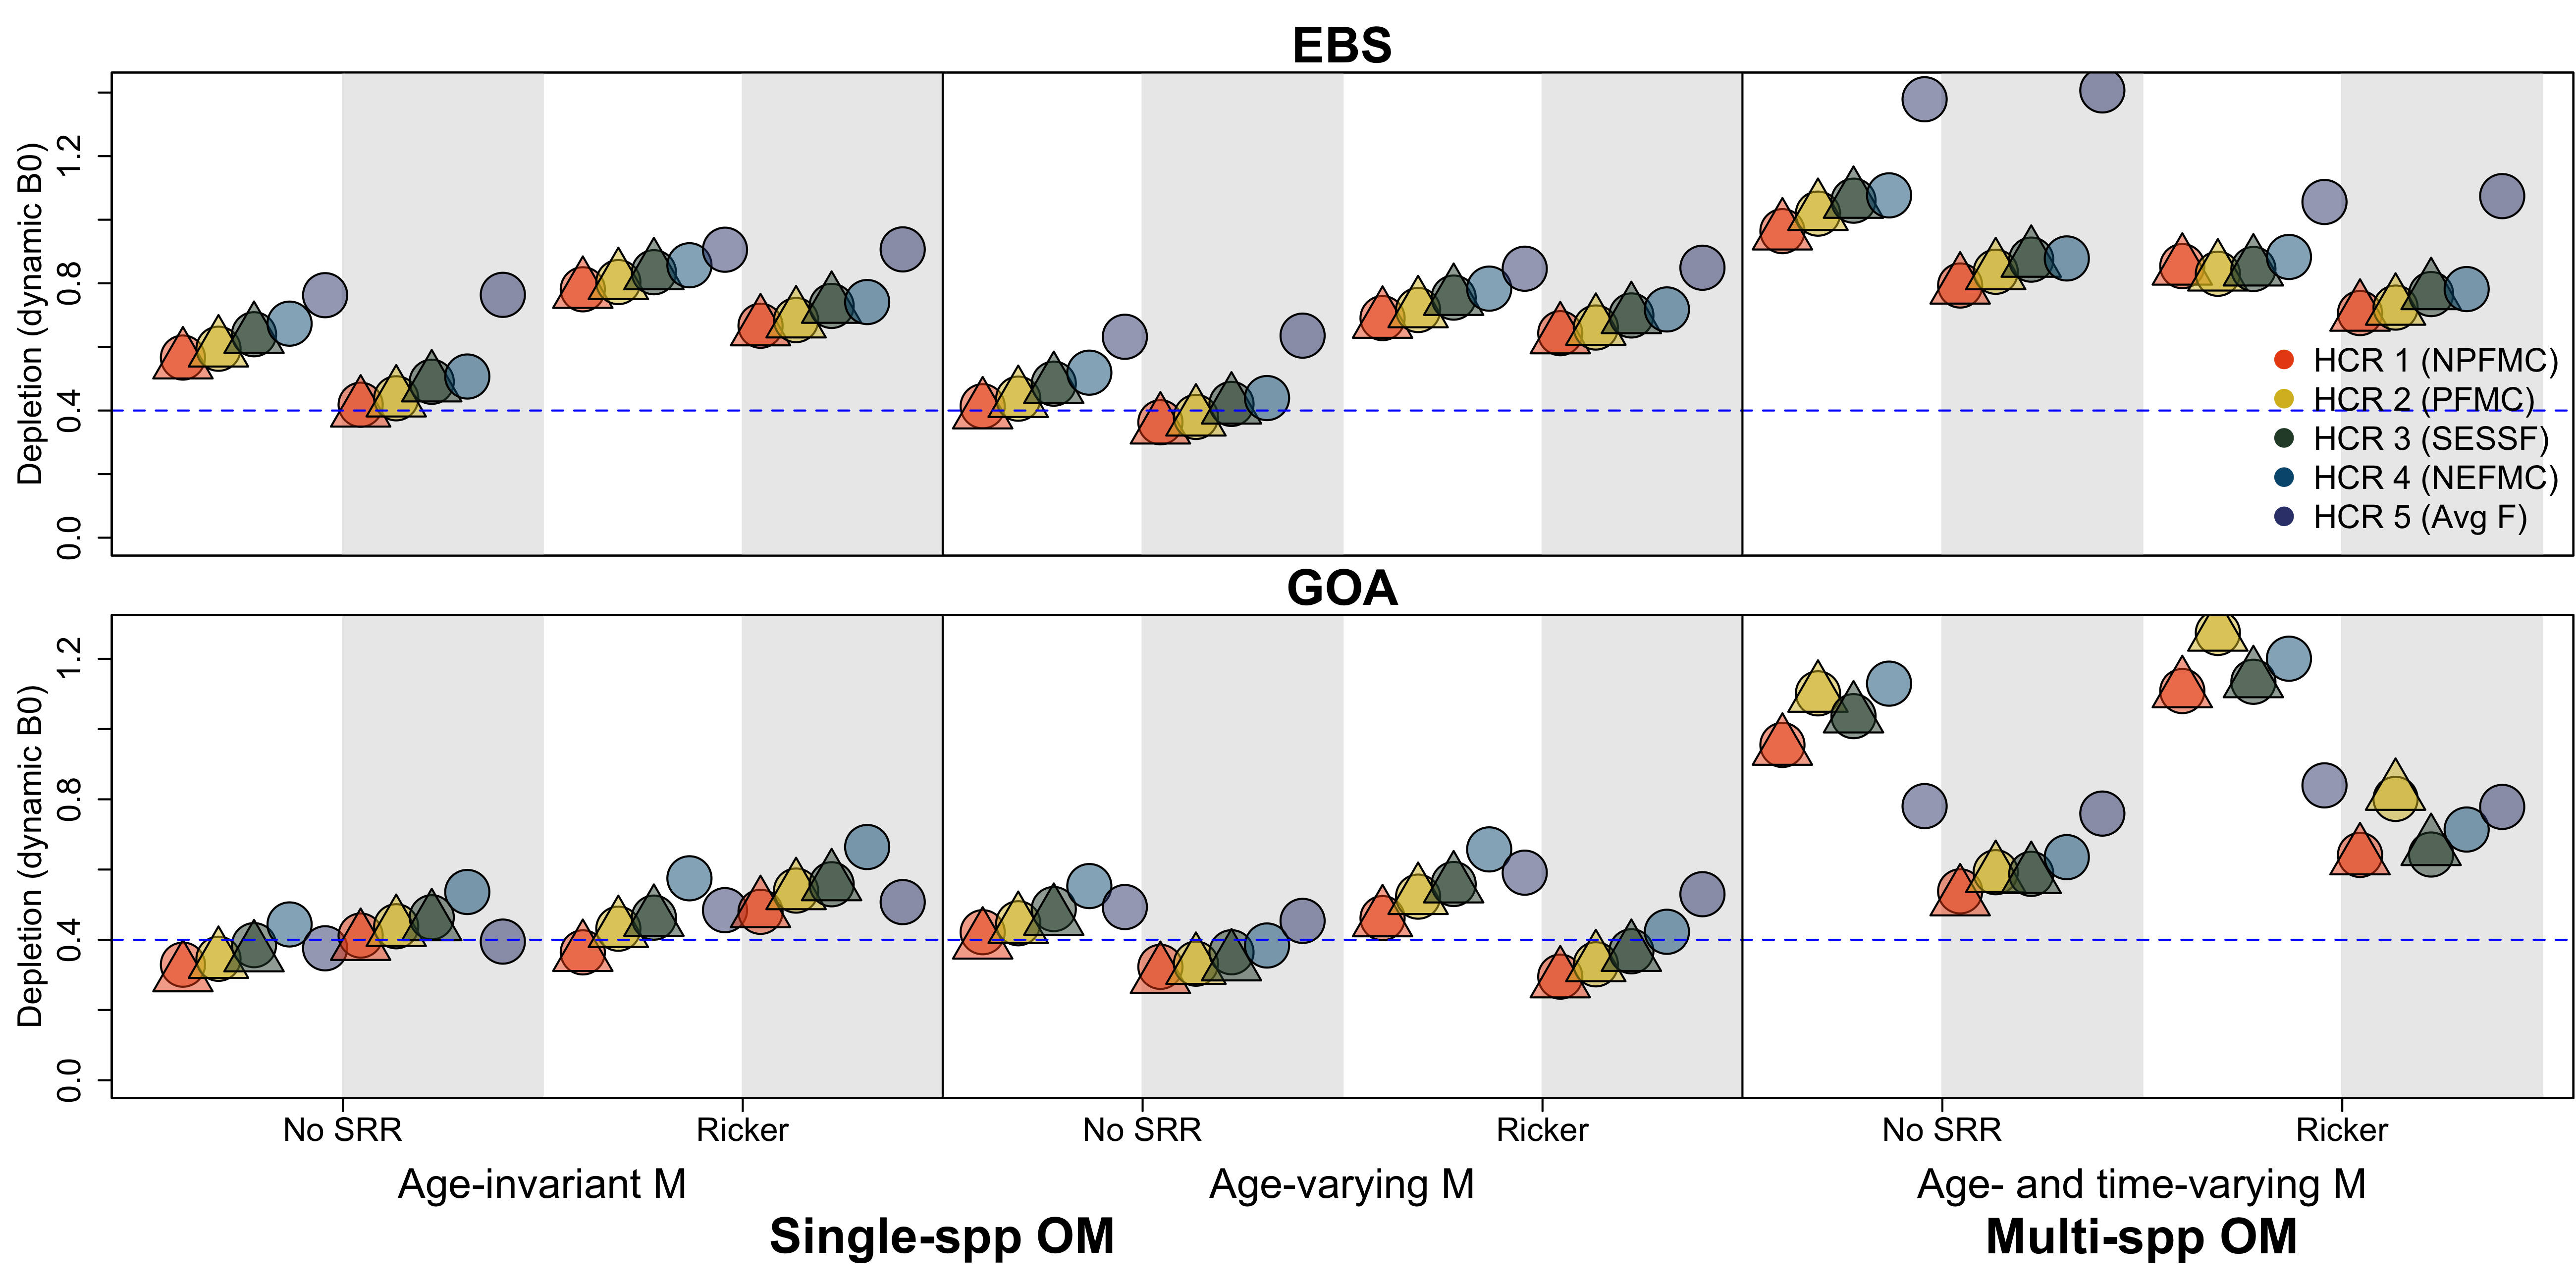 EBS
Depletion (dynamic B0)
1.2
0.8
0.4
0.0
HCR 1 (NPFMC)
HCR 2 (PFMC)
HCR 3 (SESSF)
HCR 4 (NEFMC)
HCR 5 (Avg F)
GOA
Depletion (dynamic B0)
1.2
0.8
0.4
0.0
No SRR Ricker No SRR Ricker No SRR Ricker
Age-invariant M Age-varying M Age- and time-varying M
Single-spp OM Multi-spp OM